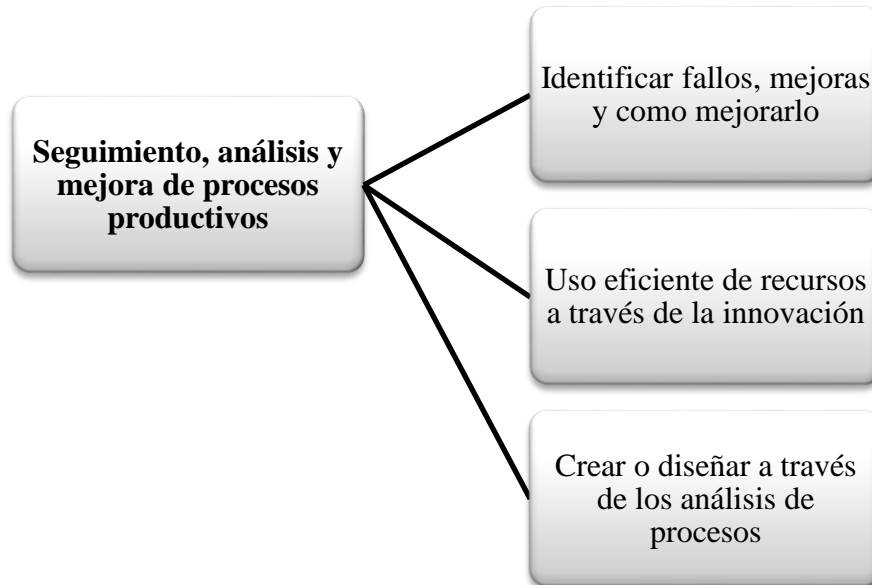 Seguimiento, análisis y
mejora de procesos
productivos
Identificar fallos, mejoras
y como mejorarlo
Uso eficiente de recursos
a través de la innovación
Crear o diseñar a través
de los análisis de
procesos